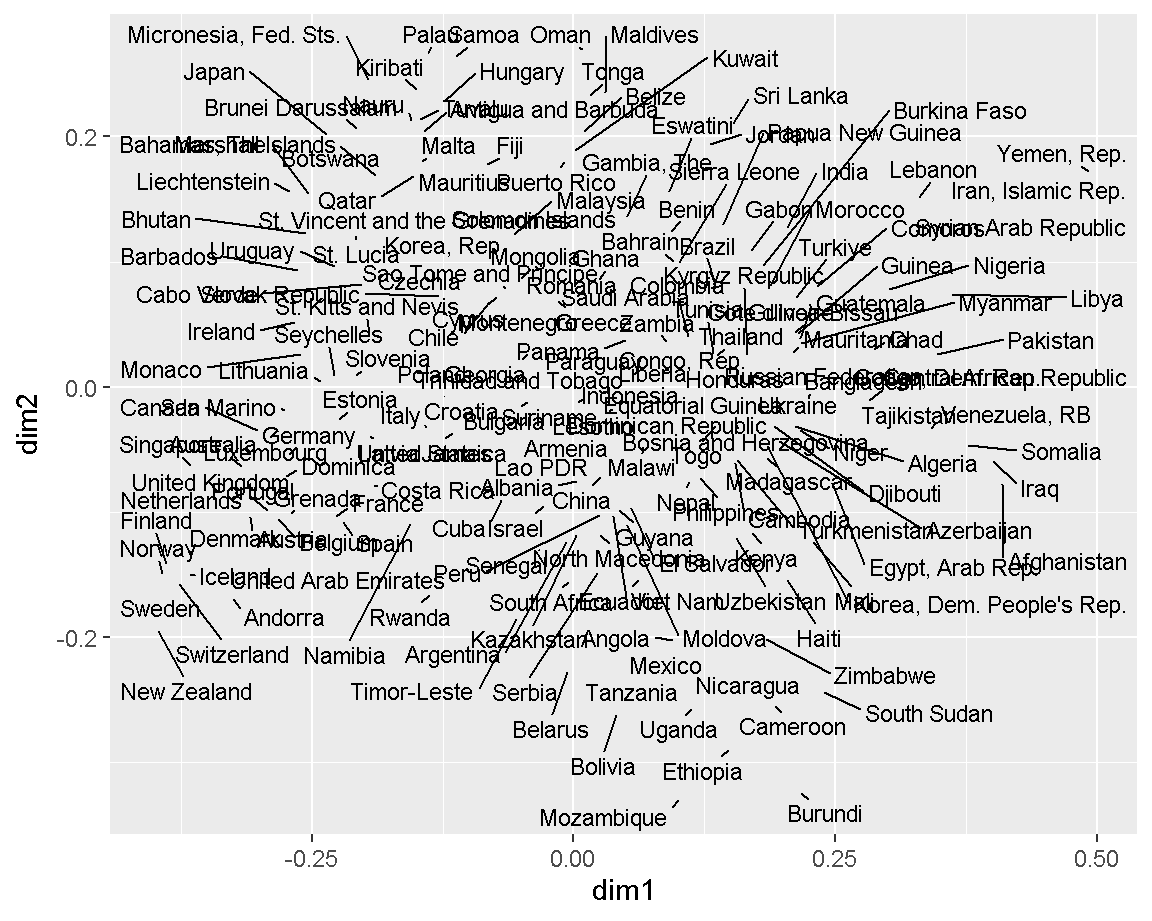 Micronesia, Fed. Sts.
Palau
Samoa
Oman
Maldives
Kuwait
Japan
Kiribati
Hungary
Tonga
Brunei Darussalam
Nauru
Tuvalu
Antigua and Barbuda
Belize
Sri Lanka
Burkina Faso
0.2
Eswatini
Jordan
Papua New Guinea
Bahamas, The
Marshall Islands
Botswana
Malta
Fiji
Gambia, The
Yemen, Rep.
Liechtenstein
Mauritius
Puerto Rico
Sierra Leone
India
Lebanon
Iran, Islamic Rep.
Qatar
Malaysia
Benin
Gabon
Morocco
Bhutan
St. Vincent and the Grenadines
Solomon Islands
Comoros
Syrian Arab Republic
Barbados
Uruguay
St. Lucia
Korea, Rep.
Mongolia
Ghana
Bahrain
Brazil
Turkiye
Guinea
Nigeria
Sao Tome and Principe
Czechia
Romania
Colombia
Kyrgyz Republic
Cabo Verde
Slovak Republic
St. Kitts and Nevis
Saudi Arabia
Guatemala
Myanmar
Libya
Cyprus
Montenegro
Greece
Zambia
Tunisia
Cote d'Ivoire
Guinea-Bissau
Ireland
Seychelles
Chile
Thailand
Mauritania
Chad
Pakistan
Monaco
Lithuania
Slovenia
Panama
Paraguay
Congo, Rep.
0.0
Poland
Georgia
Trinidad and Tobago
Liberia
Honduras
Russian Federation
Bangladesh
Congo, Dem. Rep.
Central African Republic
Canada
San Marino
Estonia
Italy
Croatia
Indonesia
Equatorial Guinea
Ukraine
Tajikistan
Venezuela, RB
Bulgaria
Suriname
Lesotho
Dominican Republic
Singapore
Australia
Luxembourg
Germany
United States
Jamaica
Armenia
Bosnia and Herzegovina
Niger
Somalia
Dominica
Lao PDR
Malawi
Togo
Algeria
United Kingdom
Portugal
Grenada
Costa Rica
Albania
Madagascar
Djibouti
Iraq
Netherlands
France
China
Nepal
Philippines
Finland
Cuba
Israel
Cambodia
Turkmenistan
Azerbaijan
Denmark
Austria
Belgium
Spain
Guyana
Norway
North Macedonia
El Salvador
Kenya
Afghanistan
Iceland
United Arab Emirates
Peru
Senegal
Egypt, Arab Rep.
Sweden
Andorra
Rwanda
South Africa
Ecuador
Viet Nam
Uzbekistan
Mali
Korea, Dem. People's Rep.
-0.2
Kazakhstan
Angola
Moldova
Haiti
Switzerland
Namibia
Argentina
Mexico
Zimbabwe
New Zealand
Timor-Leste
Serbia
Tanzania
Nicaragua
South Sudan
Belarus
Uganda
Cameroon
Bolivia
Ethiopia
Mozambique
Burundi
-0.25
0.00
0.25
0.50
dim1
dim2